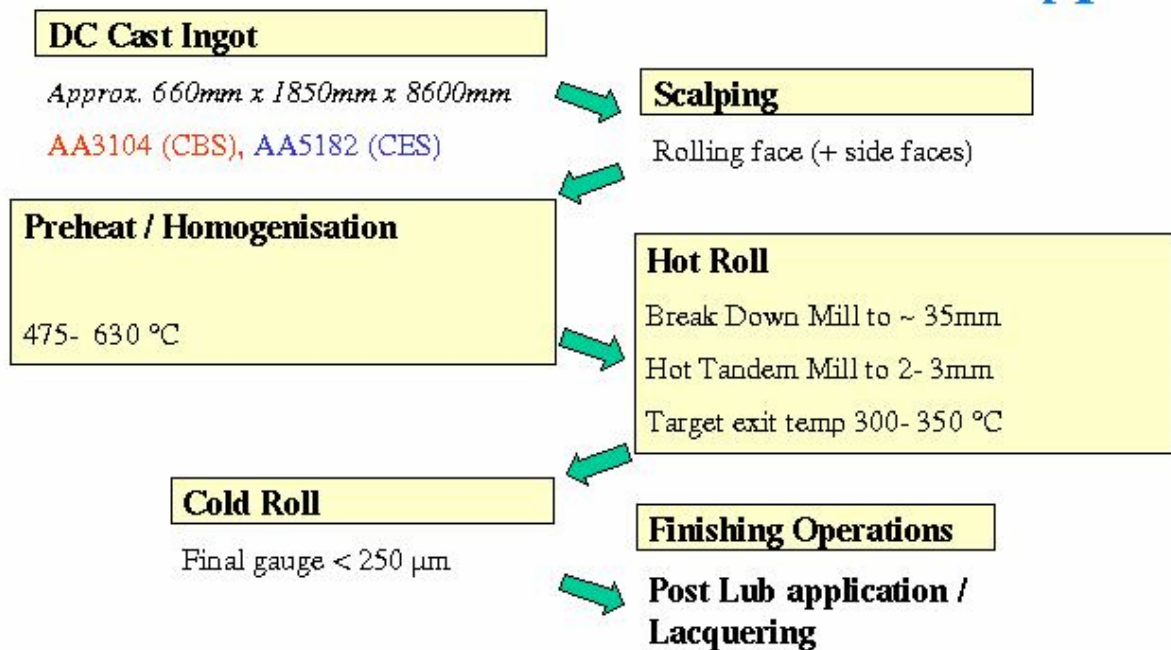 DC Cast Ingot
Approx. 660mm x 1850mm x 8600mm
AA3104 (CBS), AA5182 (CES)
Scalping
Rolling face (+ side faces)
Preheat / Homogenisation
475- 630 °C
Hot Roll
Break Down Mill to ~ 35mm
Hot Tandem Mill to 2- 3mm
Target exit temp 300- 350 °C
Cold Roll
Final gauge < 250 μm
Finishing Operations
Post Lub application /
Lacquering